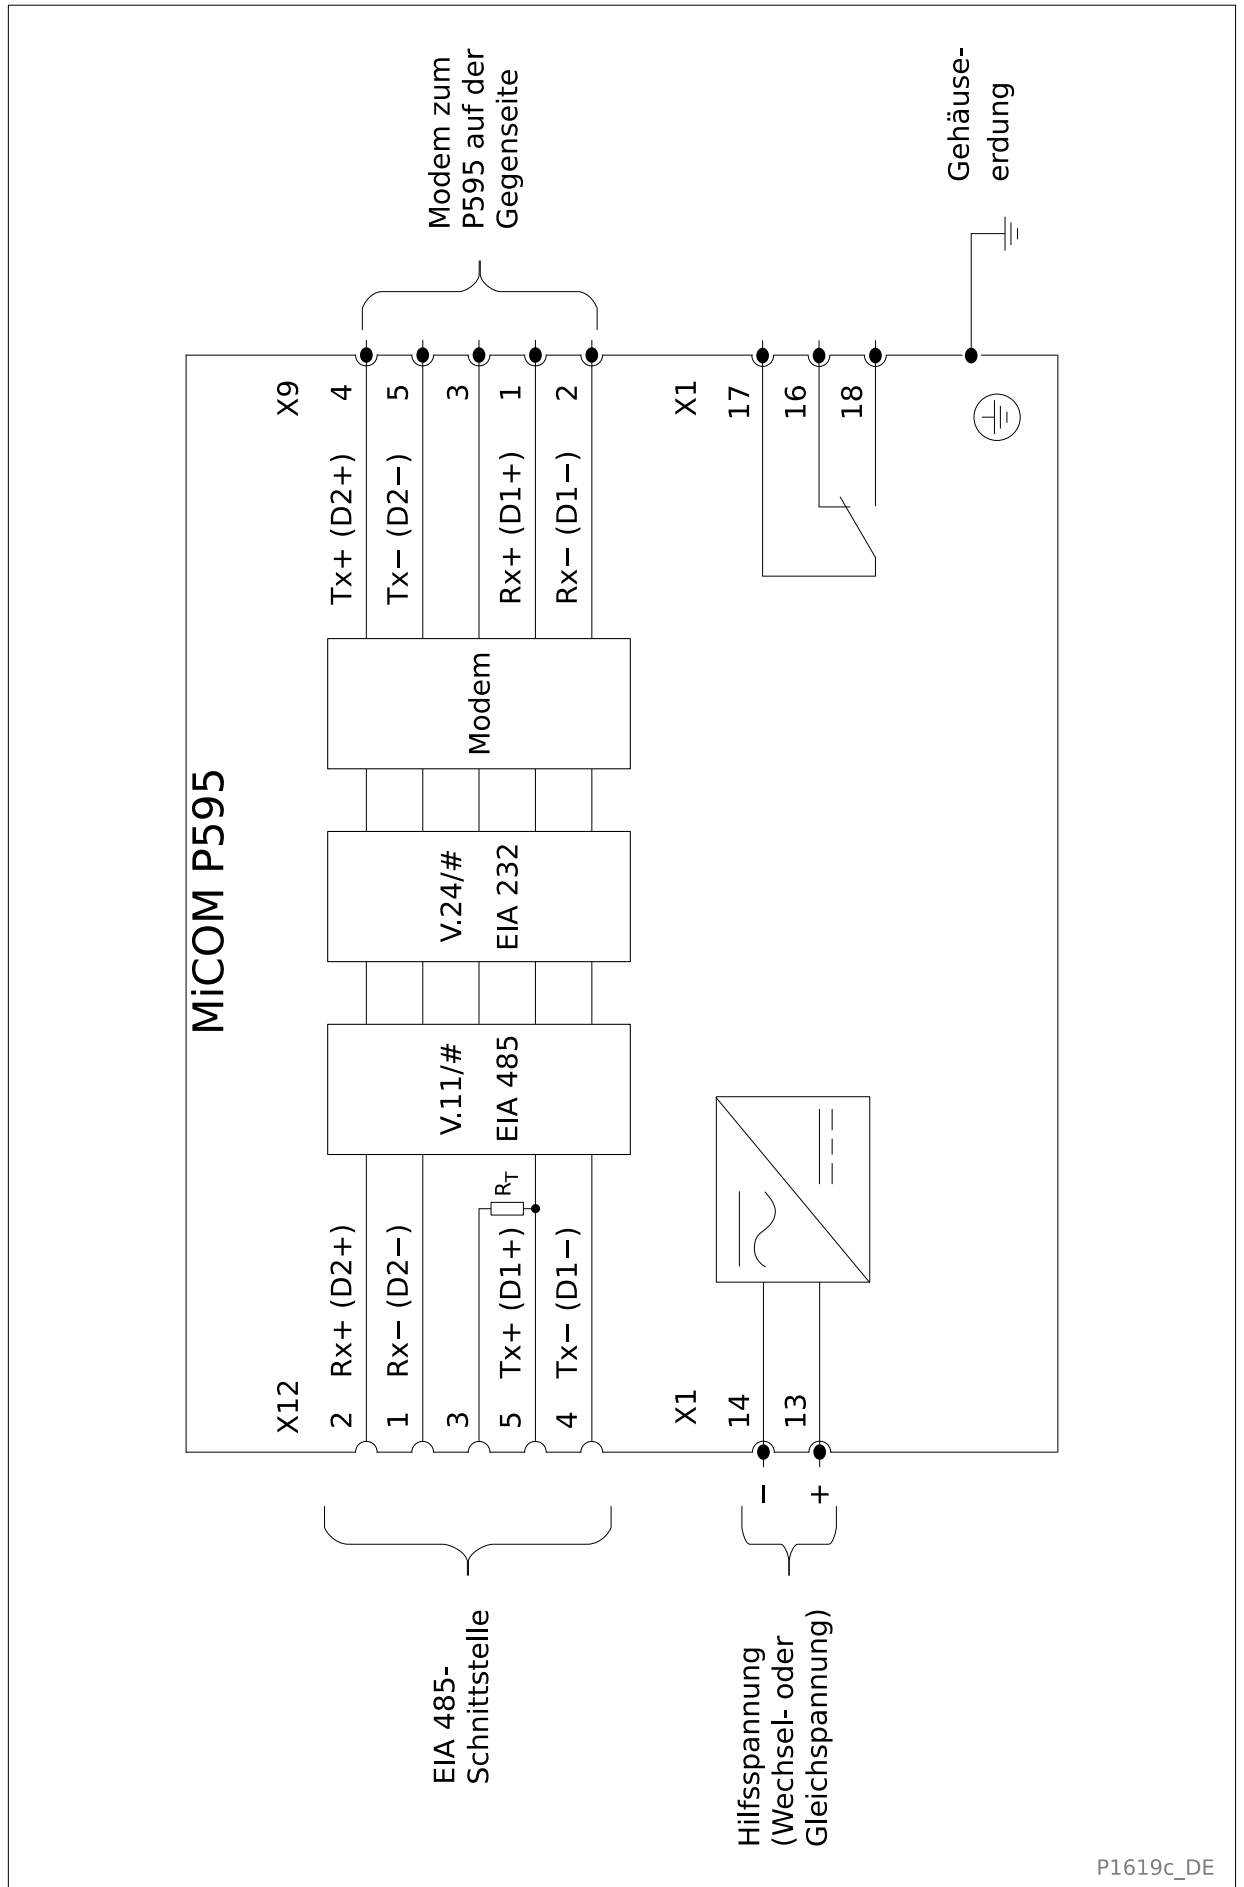 MiCOM P595
EIA 485-
Schnittstelle
X12
2 Rx+ (D2+)
1 Rx− (D2−)
3
5 Tx+ (D1+)
4 Tx− (D1−)
RT
V.11/#
EIA 485
V.24/#
EIA 232
Modem
X9
Tx+ (D2+) 4
Tx− (D2−) 5
3
Rx+ (D1+) 1
Rx− (D1−) 2
Modem zum
P595 auf der
Gegenseite
Hilfsspannung
(Wechsel- oder
Gleichspannung)
−
+
X1
14
13
X1
17
16
18
Gehäuse-
erdung
P1619c_DE